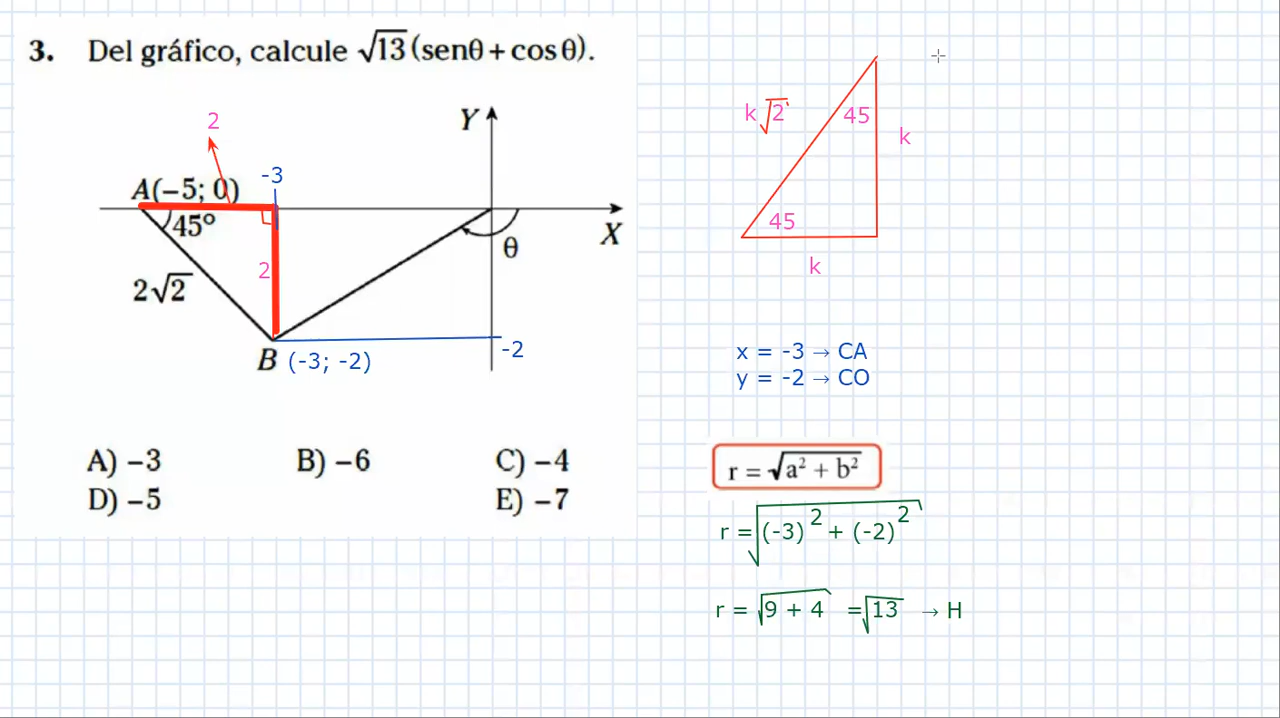 3. Del gráfico, calcule √13(senθ + cosθ).
2
Y
-3
A(−5; 0)
45º
X
θ
2
2√2
-2
B (-3; -2)
A) −3
B) −6
C) −4
D) −5
E) −7
k√2
45
k
45
k
x = -3 → CA
y = -2 → CO
r = √a² + b²
r = √(-3)² + (-2)²
r = √9 + 4 = √13 → H